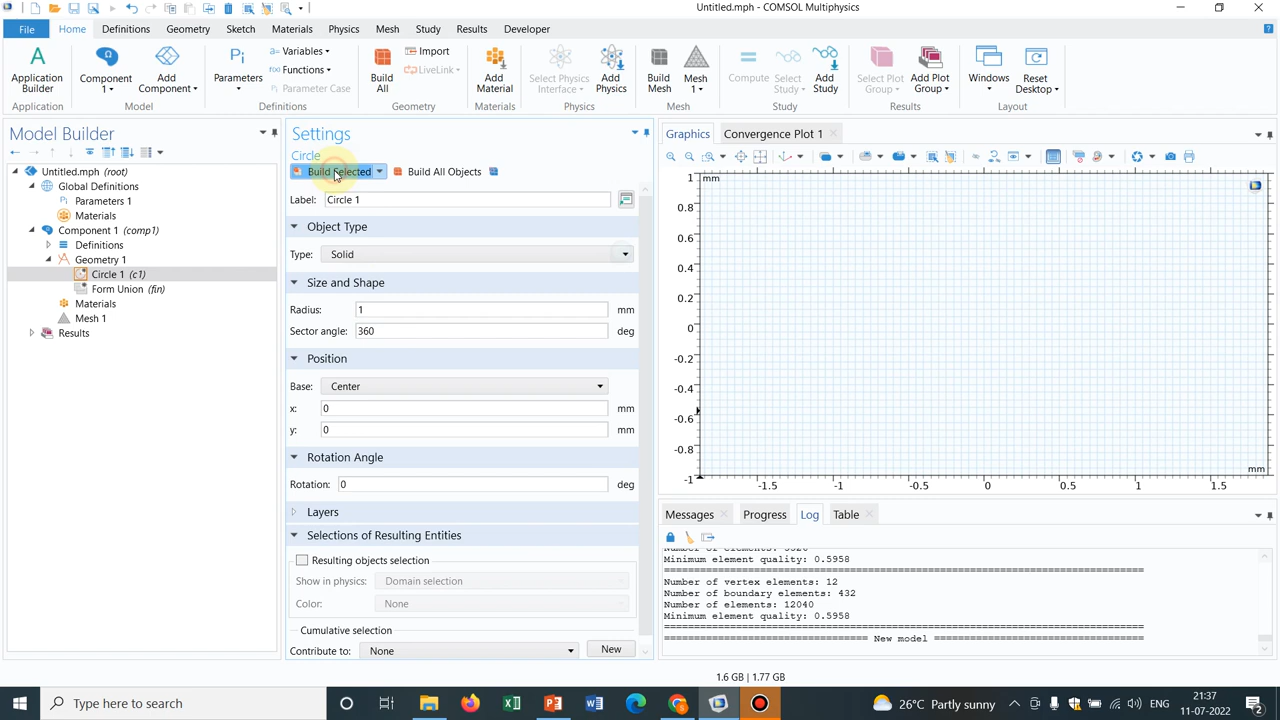 Untitled.mph - COMSOL Multiphysics
File Home Definitions Geometry Sketch Materials Physics Mesh Study Results Developer
Application Builder
Application
Component 1
Add Component
Model
Parameters
Variables
Functions
Parameter Case
Definitions
Build All
Import
LiveLink
Geometry
Add Material
Materials
Select Physics Interface
Add Physics
Physics
Build Mesh
Mesh 1
Mesh
Compute
Select Study
Add Study
Study
Select Plot Group
Add Plot Group
Results
Windows
Reset Desktop
Layout
Model Builder
Untitled.mph (root)
Global Definitions
Parameters 1
Materials
Component 1 (comp1)
Definitions
Geometry 1
Circle 1 (c1)
Form Union (fin)
Materials
Mesh 1
Results
Settings
Circle
Build Selected Build All Objects
Label: Circle 1
Object Type
Type: Solid
Size and Shape
Radius: 1 mm
Sector angle: 360 deg
Position
Base: Center
x: 0 mm
y: 0 mm
Rotation Angle
Rotation: 0 deg
Layers
Selections of Resulting Entities
Resulting objects selection
Show in physics: Domain selection
Color: None
Cumulative selection
Contribute to: None New
Graphics Convergence Plot 1
1 mm
0.8
0.6
0.4
0.2
0
-0.2
-0.4
-0.6
-0.8
-1 mm
-1.5 -1 -0.5 0 0.5 1 1.5
Messages Progress Log Table
Minimum element quality: 0.5958
Number of vertex elements: 12
Number of boundary elements: 432
Number of elements: 12040
Minimum element quality: 0.5958
================================ New model =================================
1.6 GB | 1.77 GB
Type here to search
26°C Partly sunny
ENG
21:37
11-07-2022
2